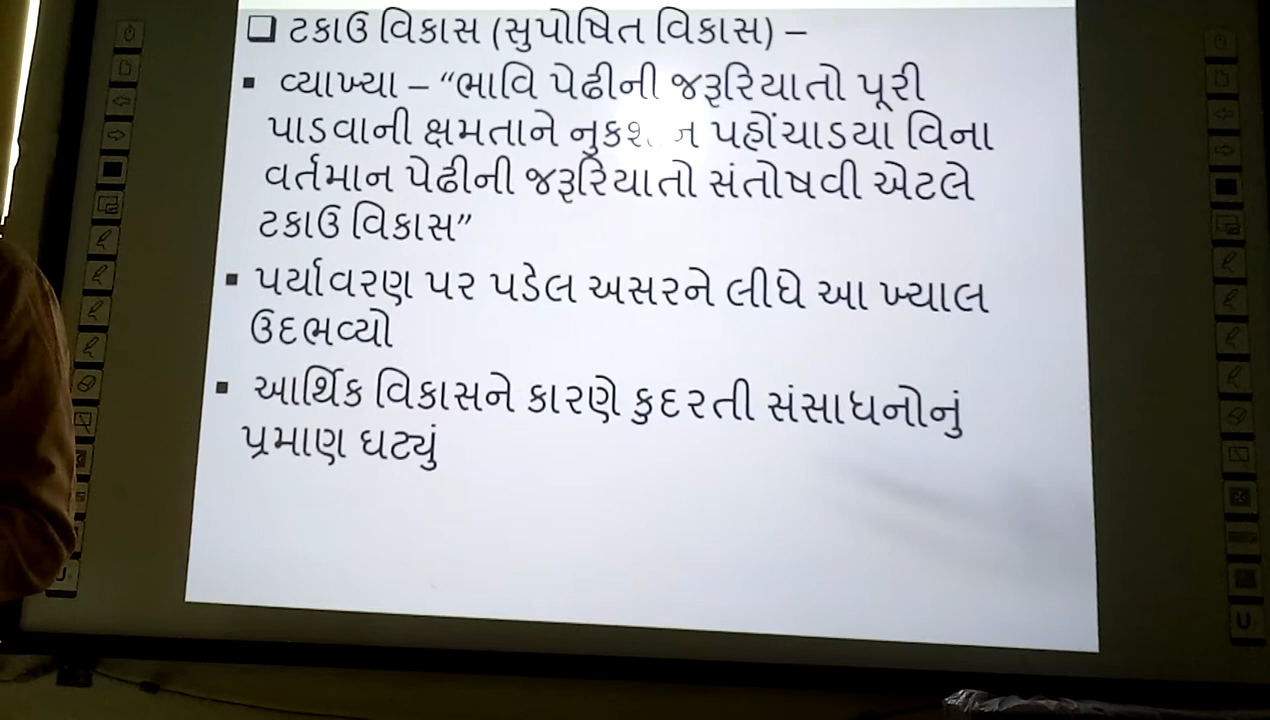 ❑ ટકાઉ વિકાસ (સુપોષિત વિકાસ) –
▪ વ્યાખ્યા – “ભાવિ પેઢીની જરૂરિયાતો પૂરી
પાડવાની ક્ષમતાને પહોંચાડયા વિના
વર્તમાન પેઢીની જરૂરિયાતો સંતોષવી એટલે
ટકાઉ વિકાસ”
▪ પર્યાવરણ પર પડેલ અસરને લીધે આ ખ્યાલ
ઉદભવ્યો
▪ આર્થિક વિકાસને કારણે કુદરતી સંસાધનોનું
પ્રમાણ ઘટ્યું